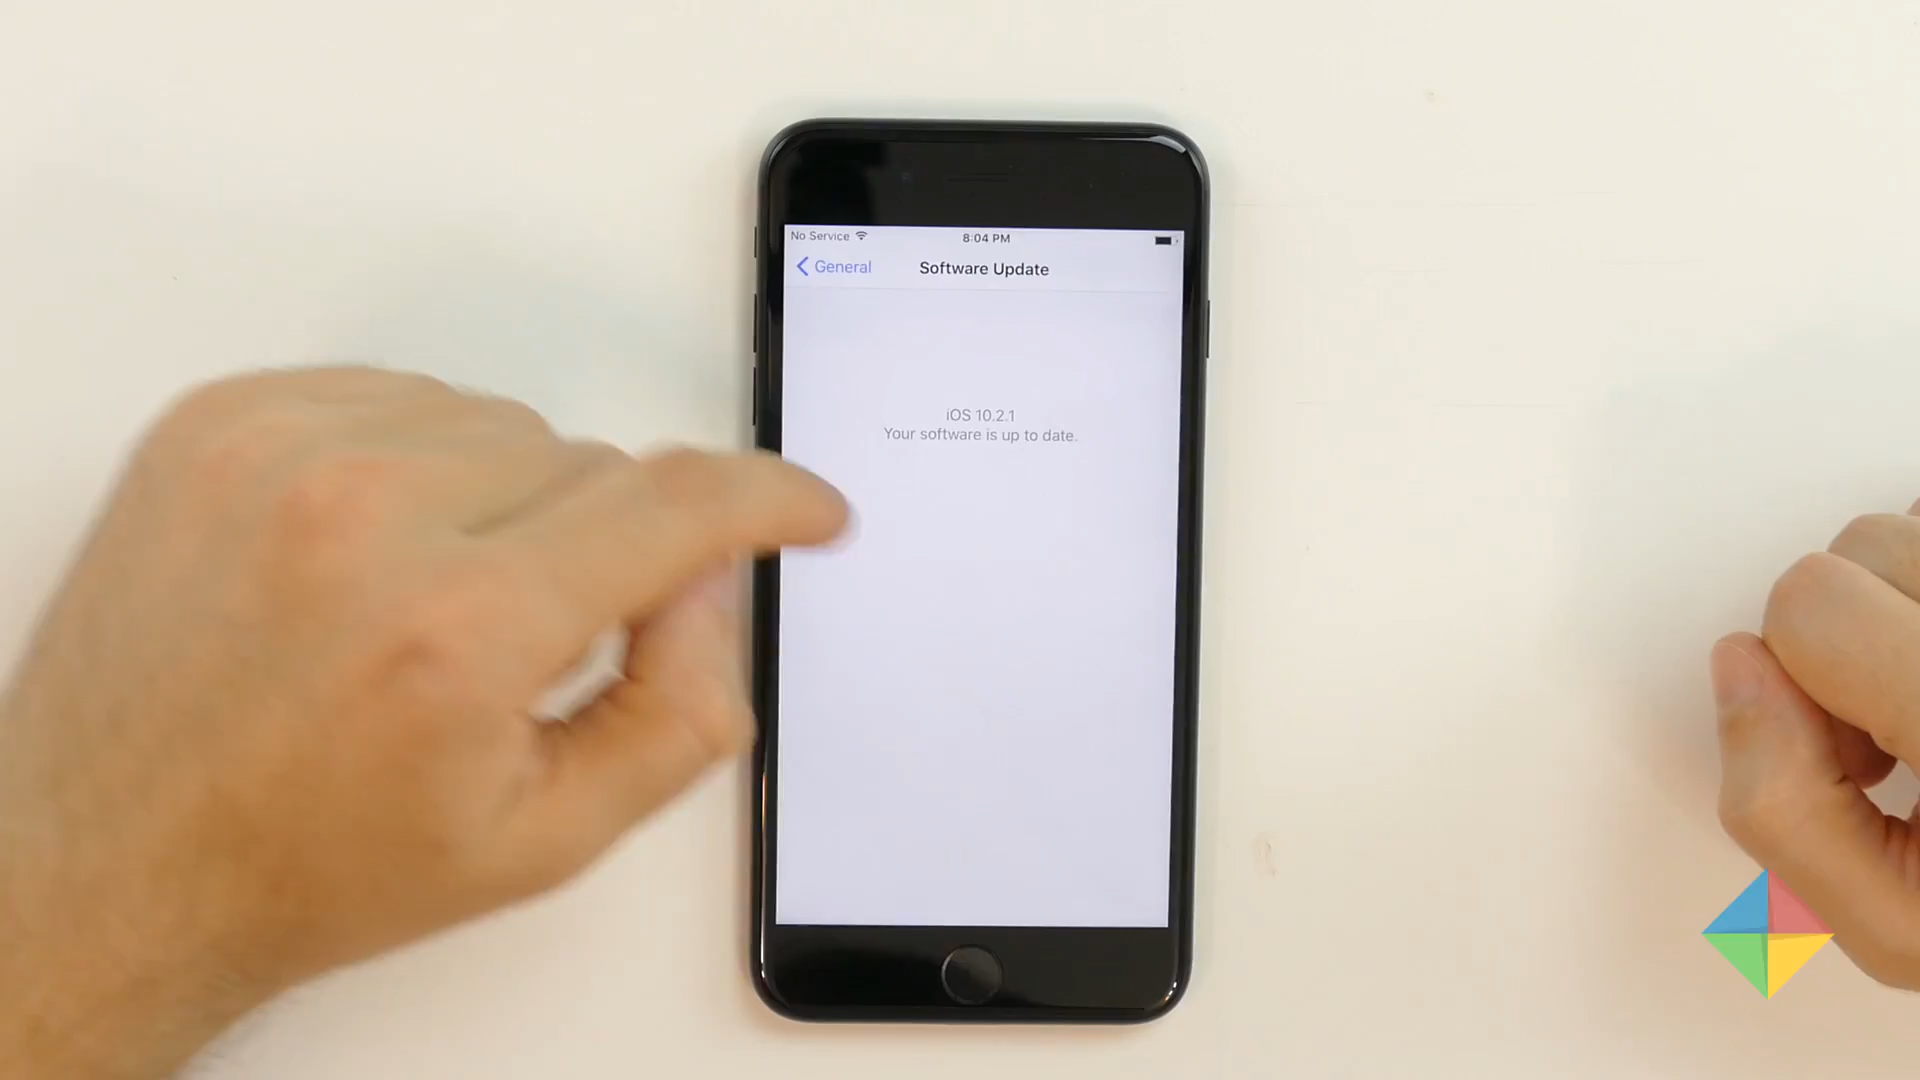 No Service
8:04 PM
General
Software Update
iOS 10.2.1
Your software is up to date.